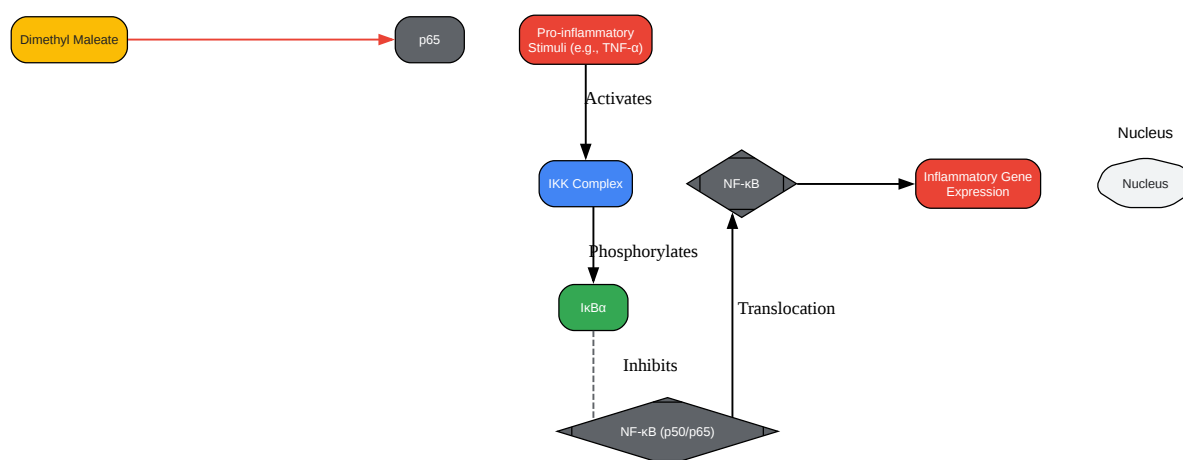 Dimethyl Maleate
p65
Pro-inflammatory
Stimuli (e.g., TNF-α)
Activates
Nucleus
IKK Complex
NF-κB
Inflammatory Gene
Expression
Nucleus
Phosphorylates
IκBα
Translocation
Inhibits
NF-κB (p50/p65)